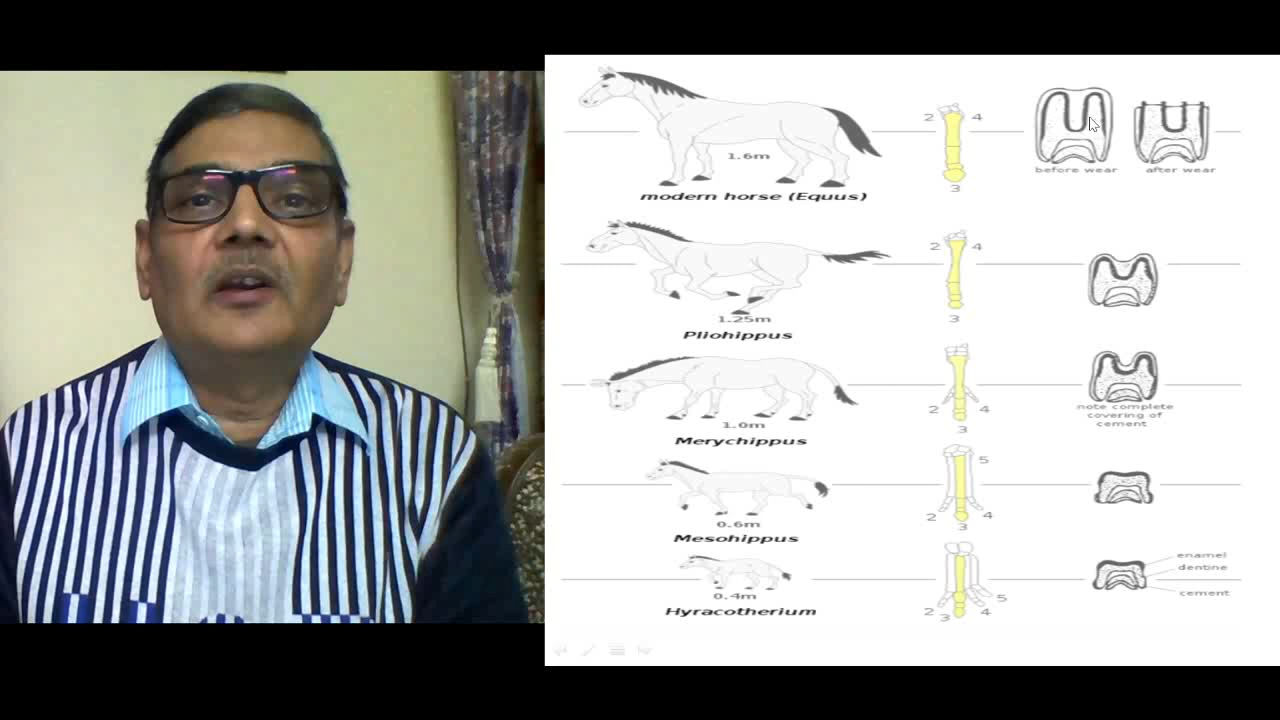 2 4
1.6m
3
before wear after wear
modern horse (Equus)
2 4
1.25m 3
Pliohippus
2 4
note complete
covering of
cement
1.0m 3
Merychippus
5
2 4
0.6m 3
Mesohippus
enamel
dentine
cement
0.4m 5
2 3 4
Hyracotherium